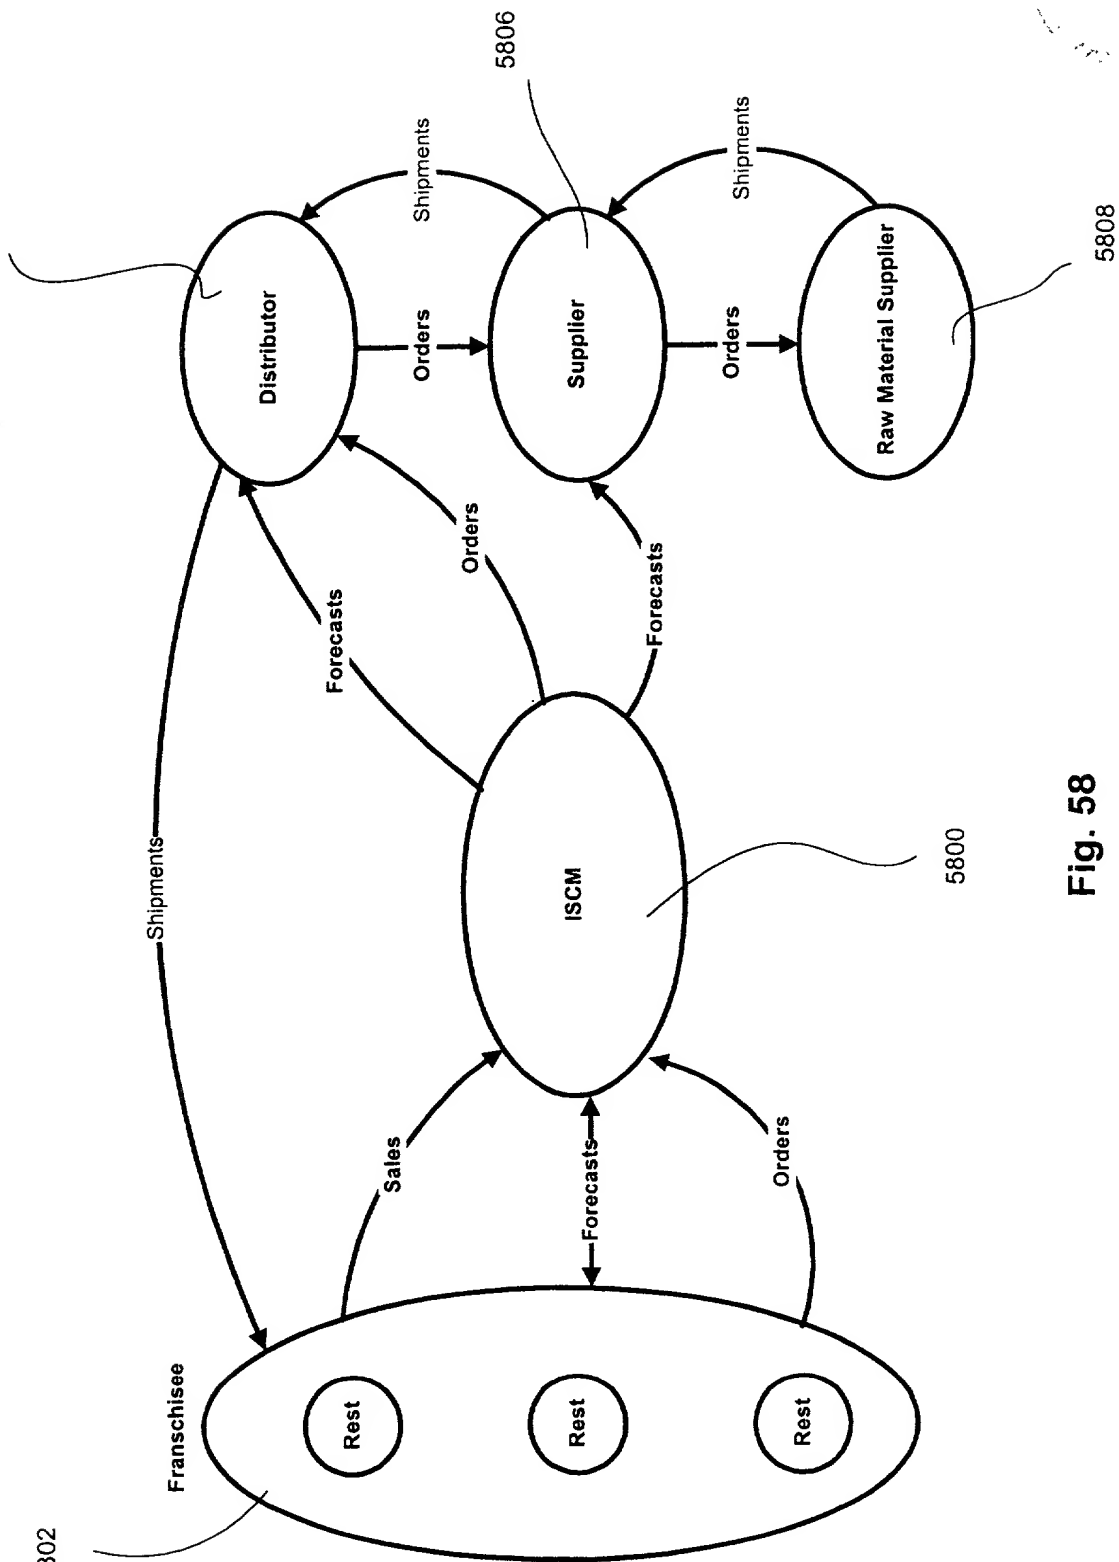 802
Franschisee
Rest
Rest
Rest
Shipments
Sales
Forecasts
Orders
ISCM
5800
Forecasts
Orders
Forecasts
Distributor
Orders
Shipments
Supplier
5806
Orders
Shipments
Raw Material Supplier
5808
Fig. 58